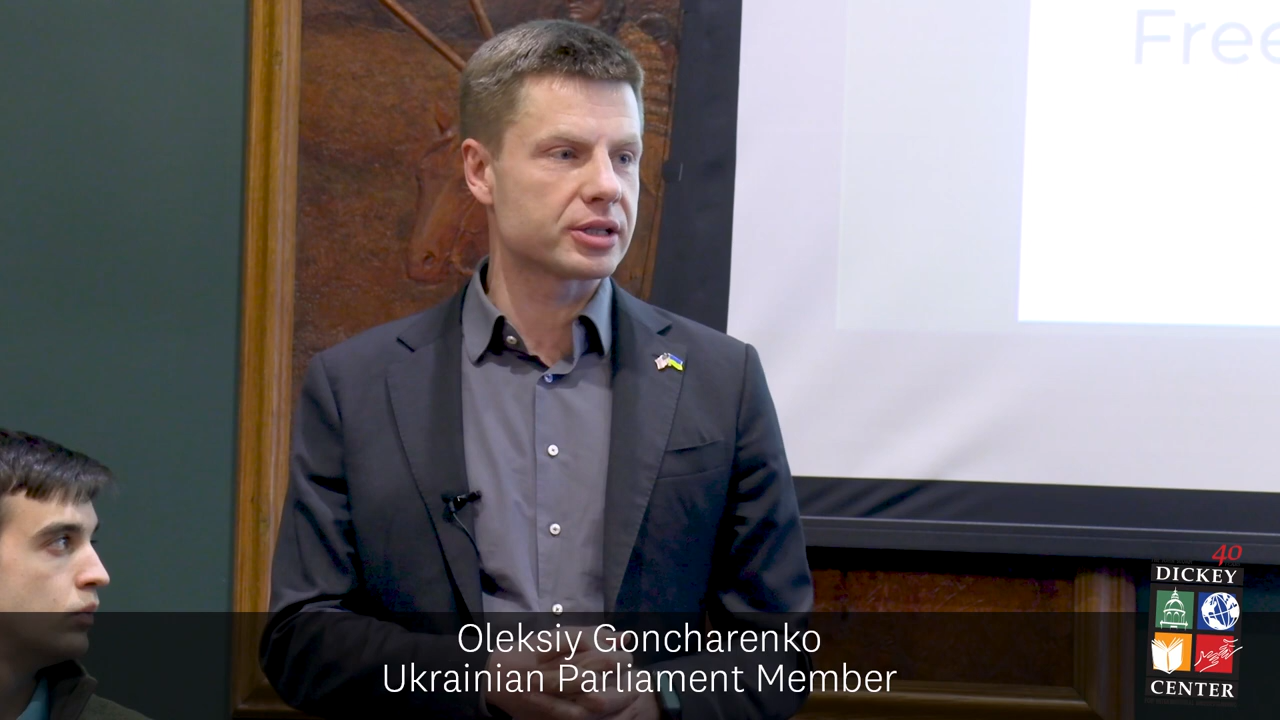 Free
40
DICKEY
CENTER
Oleksiy Goncharenko
Ukrainian Parliament Member